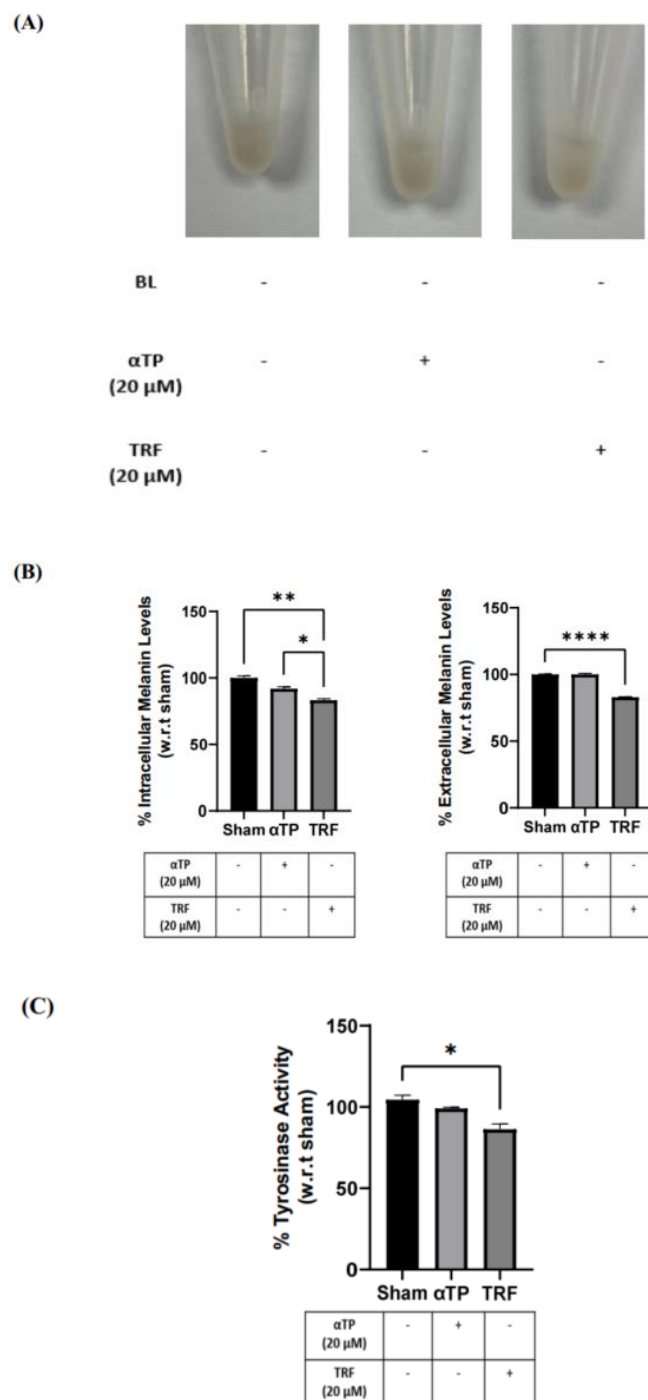 (A)
BL - - -
αTP - + -
(20 μM)
TRF - - +
(20 μM)
(B)
**
*
% Intracellular Melanin Levels
(w.r.t sham)
150
100
50
0
Sham αTP TRF
αTP - + -
(20 μM)
TRF - - +
(20 μM)
****
% Extracellular Melanin Levels
(w.r.t sham)
150
100
50
0
Sham αTP TRF
αTP - + -
(20 μM)
TRF - - +
(20 μM)
(C)
*
% Tyrosinase Activity
(w.r.t sham)
150
100
50
0
Sham αTP TRF
αTP - + -
(20 μM)
TRF - - +
(20 μM)